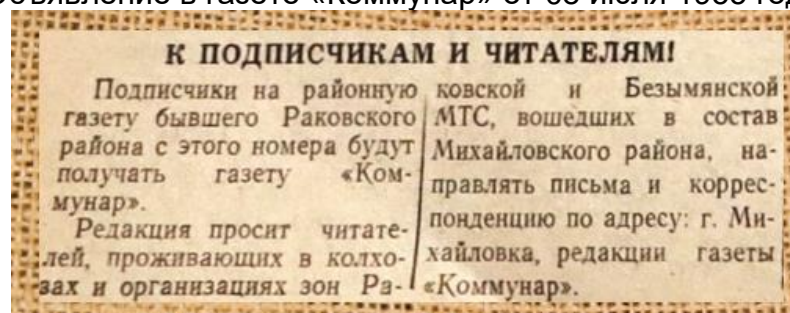 Объявление в газете «Коммунар» от
К ПОДПИСЧИКАМ И ЧИТАТЕЛЯМ!
Подписчики на районную
газету бывшего Раковского
района с этого номера будут
получать газету «Ком-
мунар».
Редакция просит читате-
лей, проживающих в колхо-
зах и организациях зон Ра-
ковской и Безымянской
МТС, вошедших в состав
Михайловского района, на-
правлять письма и коррес-
понденцию по адресу: г. Ми-
хайловка, редакции газеты
«Коммунар».